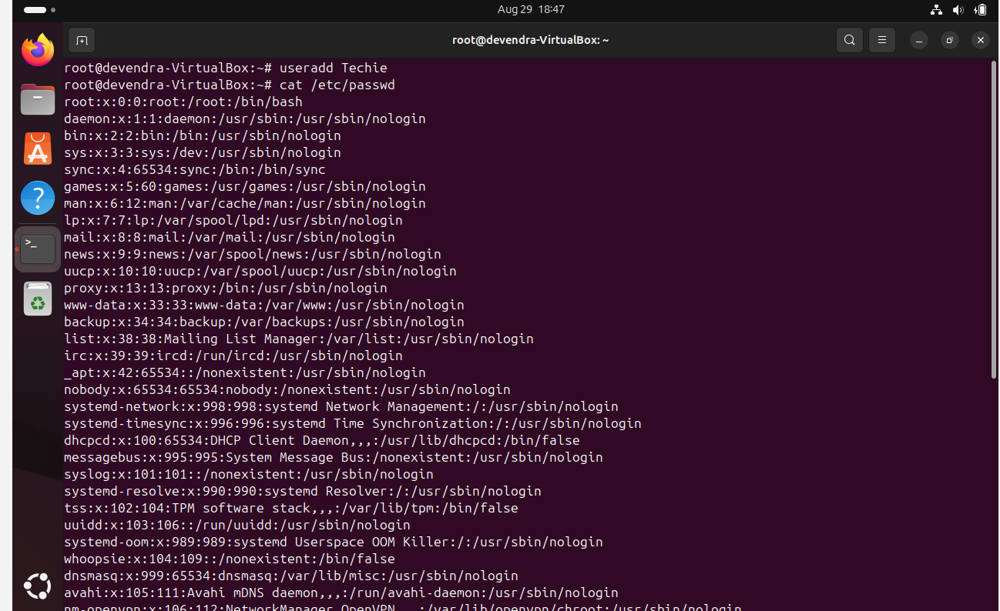 Aug 29 18:47
root@devendra-VirtualBox: ~
root@devendra-VirtualBox:~# useradd Techie
root@devendra-VirtualBox:~# cat /etc/passwd
root:x:0:0:root:/root:/bin/bash
daemon:x:1:1:daemon:/usr/sbin:/usr/sbin/nologin
bin:x:2:2:bin:/bin:/usr/sbin/nologin
sys:x:3:3:sys:/dev:/usr/sbin/nologin
sync:x:4:65534:sync:/bin:/bin/sync
games:x:5:60:games:/usr/games:/usr/sbin/nologin
man:x:6:12:man:/var/cache/man:/usr/sbin/nologin
lp:x:7:7:lp:/var/spool/lpd:/usr/sbin/nologin
mail:x:8:8:mail:/var/mail:/usr/sbin/nologin
news:x:9:9:news:/var/spool/news:/usr/sbin/nologin
uucp:x:10:10:uucp:/var/spool/uucp:/usr/sbin/nologin
proxy:x:13:13:proxy:/bin:/usr/sbin/nologin
www-data:x:33:33:www-data:/var/www:/usr/sbin/nologin
backup:x:34:34:backup:/var/backups:/usr/sbin/nologin
list:x:38:38:Mailing List Manager:/var/list:/usr/sbin/nologin
irc:x:39:39:ircd:/run/ircd:/usr/sbin/nologin
_apt:x:42:65534::/nonexistent:/usr/sbin/nologin
nobody:x:65534:65534:nobody:/nonexistent:/usr/sbin/nologin
systemd-network:x:998:998:systemd Network Management:/:/usr/sbin/nologin
systemd-timesync:x:996:996:systemd Time Synchronization:/:/usr/sbin/nologin
dhcpcd:x:100:65534:DHCP Client Daemon,,,:/usr/lib/dhcpcd:/bin/false
messagebus:x:995:995:System Message Bus:/nonexistent:/usr/sbin/nologin
syslog:x:101:101::/nonexistent:/usr/sbin/nologin
systemd-resolve:x:990:990:systemd Resolver:/:/usr/sbin/nologin
tss:x:102:104:TPM software stack,,,:/var/lib/tpm:/bin/false
uuidd:x:103:106::/run/uuidd:/usr/sbin/nologin
systemd-oom:x:989:989:systemd Userspace OOM Killer:/:/usr/sbin/nologin
whoopsie:x:104:109::/nonexistent:/bin/false
dnsmasq:x:999:65534:dnsmasq:/var/lib/misc:/usr/sbin/nologin
avahi:x:105:111:Avahi mDNS daemon,,,:/run/avahi-daemon:/usr/sbin/nologin
nm-openvpn:x:106:112:NetworkManager OpenVPN,,,:/var/lib/openvpn/chroot:/usr/sbin/nologin